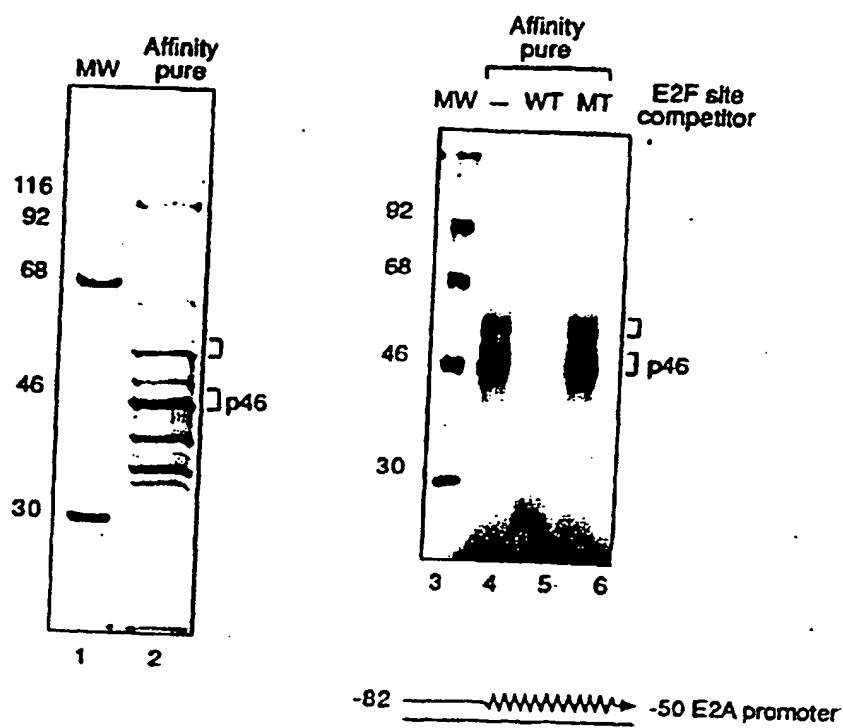 MW Affinity pure
116
92
68
46
p46
30
1 2
Affinity pure
MW – WT MT E2F site competitor
92
68
46
p46
30
3 4 5 6
-82 -50 E2A promoter